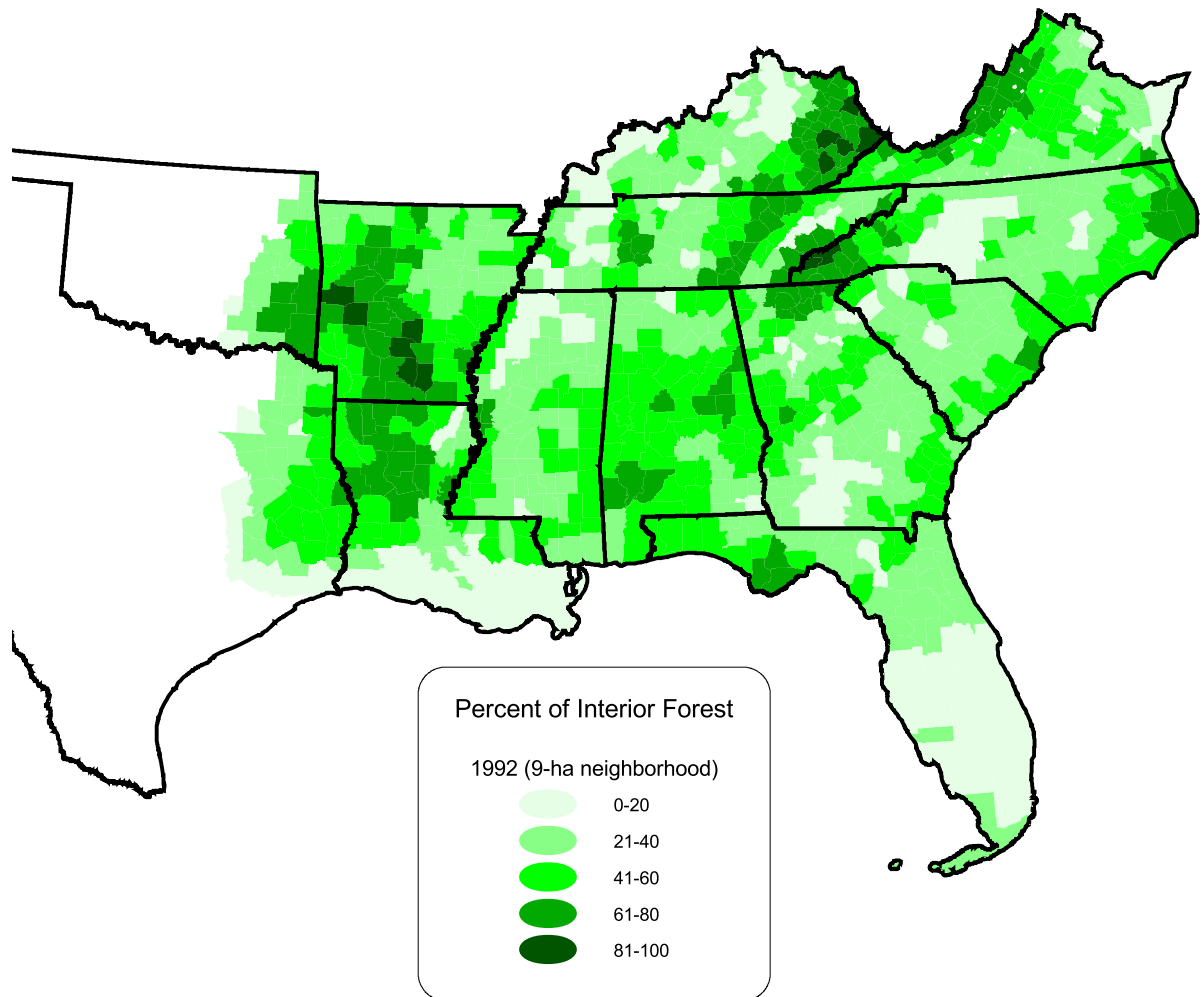 Percent of Interior Forest
1992 (9-ha neighborhood)
0-20
21-40
41-60
61-80
81-100